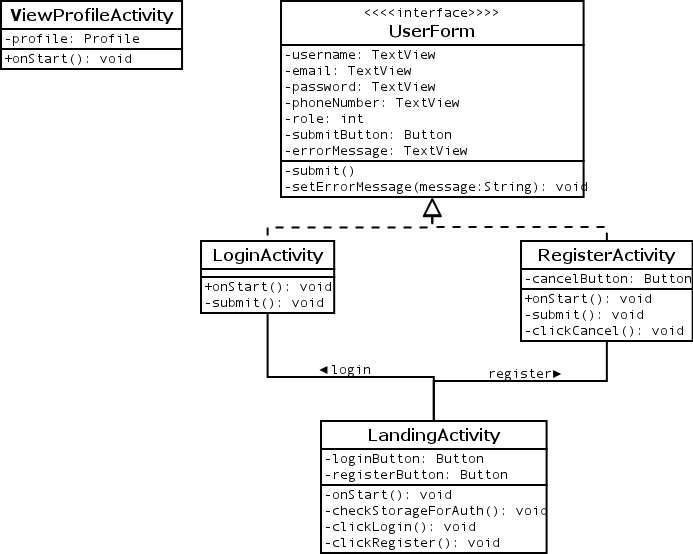 ViewProfileActivity
-profile: Profile
+onStart(): void
<<<<interface>>>>
UserForm
-username: TextView
-email: TextView
-password: TextView
-phoneNumber: TextView
-role: int
-submitButton: Button
-errorMessage: TextView
-submit()
-setErrorMessage(message:String): void
LoginActivity
+onStart(): void
-submit(): void
RegisterActivity
-cancelButton: Button
+onStart(): void
-submit(): void
-clickCancel(): void
◀login
register▶
LandingActivity
-loginButton: Button
-registerButton: Button
-onStart(): void
-checkStorageForAuth(): void
-clickLogin(): void
-clickRegister(): void